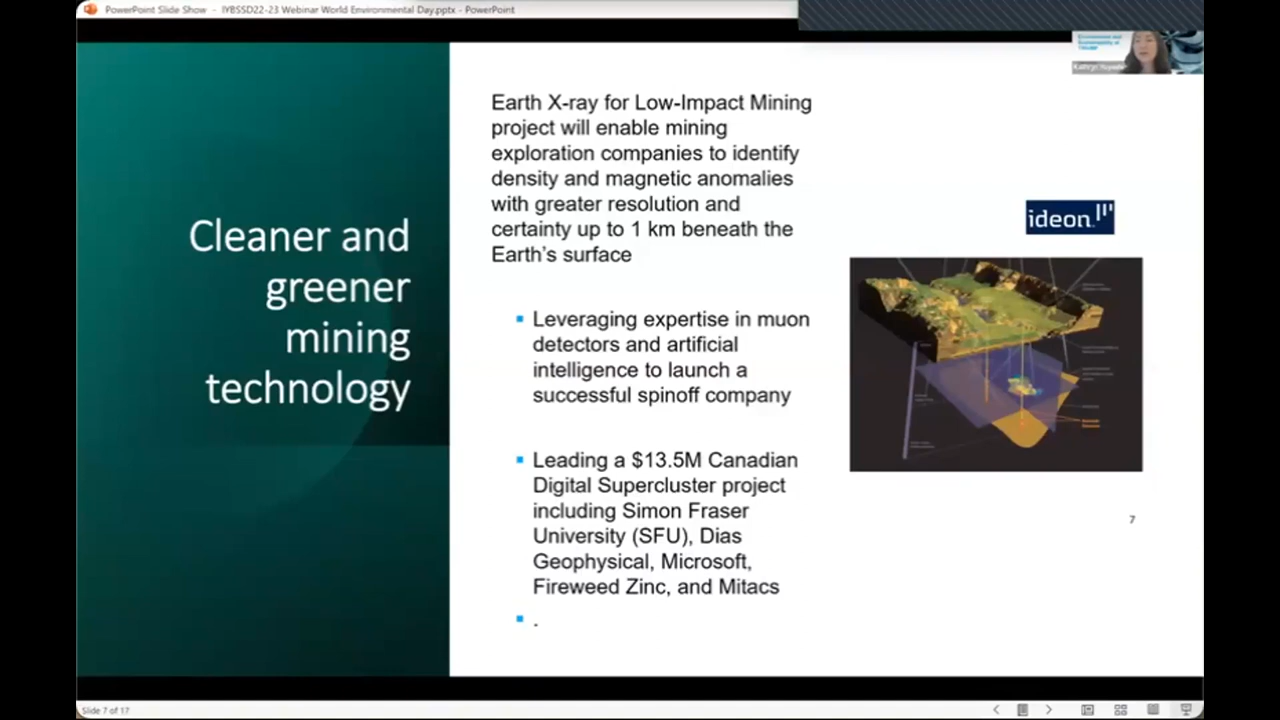 PowerPoint Slide Show - IYBSSD22-23 Webinar World Environmental Day.pptx - PowerPoint
Cleaner and
greener
mining
technology
Earth X-ray for Low-Impact Mining
project will enable mining
exploration companies to identify
density and magnetic anomalies
with greater resolution and
certainty up to 1 km beneath the
Earth's surface
▪ Leveraging expertise in muon
detectors and artificial
intelligence to launch a
successful spinoff company
▪ Leading a $13.5M Canadian
Digital Supercluster project
including Simon Fraser
University (SFU), Dias
Geophysical, Microsoft,
Fireweed Zinc, and Mitacs
▪ .
ideon
7
Slide 7 of 17